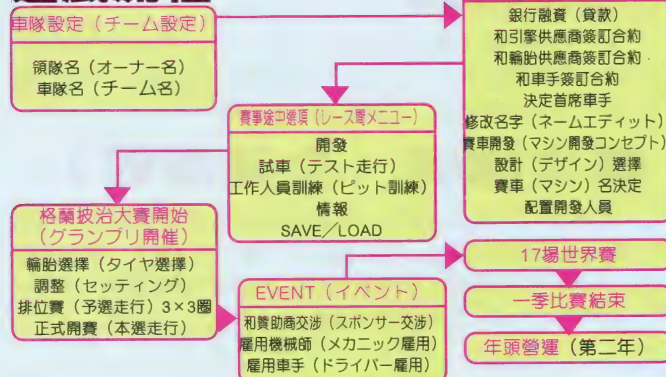 車隊設定（チーム設定）
領隊名（オーナー名）
車隊名（チーム名）
銀行融資（貸款）
和引擎供應商簽訂合約
和輪胎供應商簽訂合約
和車手簽訂合約
決定首席車手
修改名字（ネームエディット）
賽車開發（マシン開發コンセプト）
設計（デザイン）選擇
賽車（マシン）名決定
配置開發人員
賽事途中選項（レース間メニュー）
開發
試車（テスト走行）
工作人員訓練（ピット訓練）
情報
SAVE／LOAD
格蘭披治大賽開始
（グランプリ開催）
輪胎選擇（タイヤ選擇）
調整（セッティング）
排位賽（予選走行）3×3圈
正式開賽（本選走行）
EVENT（イベント）
和贊助商交涉（スポンサー交涉）
雇用機械師（メカニック雇用）
雇用車手（ドライバー雇用）
17場世界賽
一季比賽結束
年頭營運（第二年）